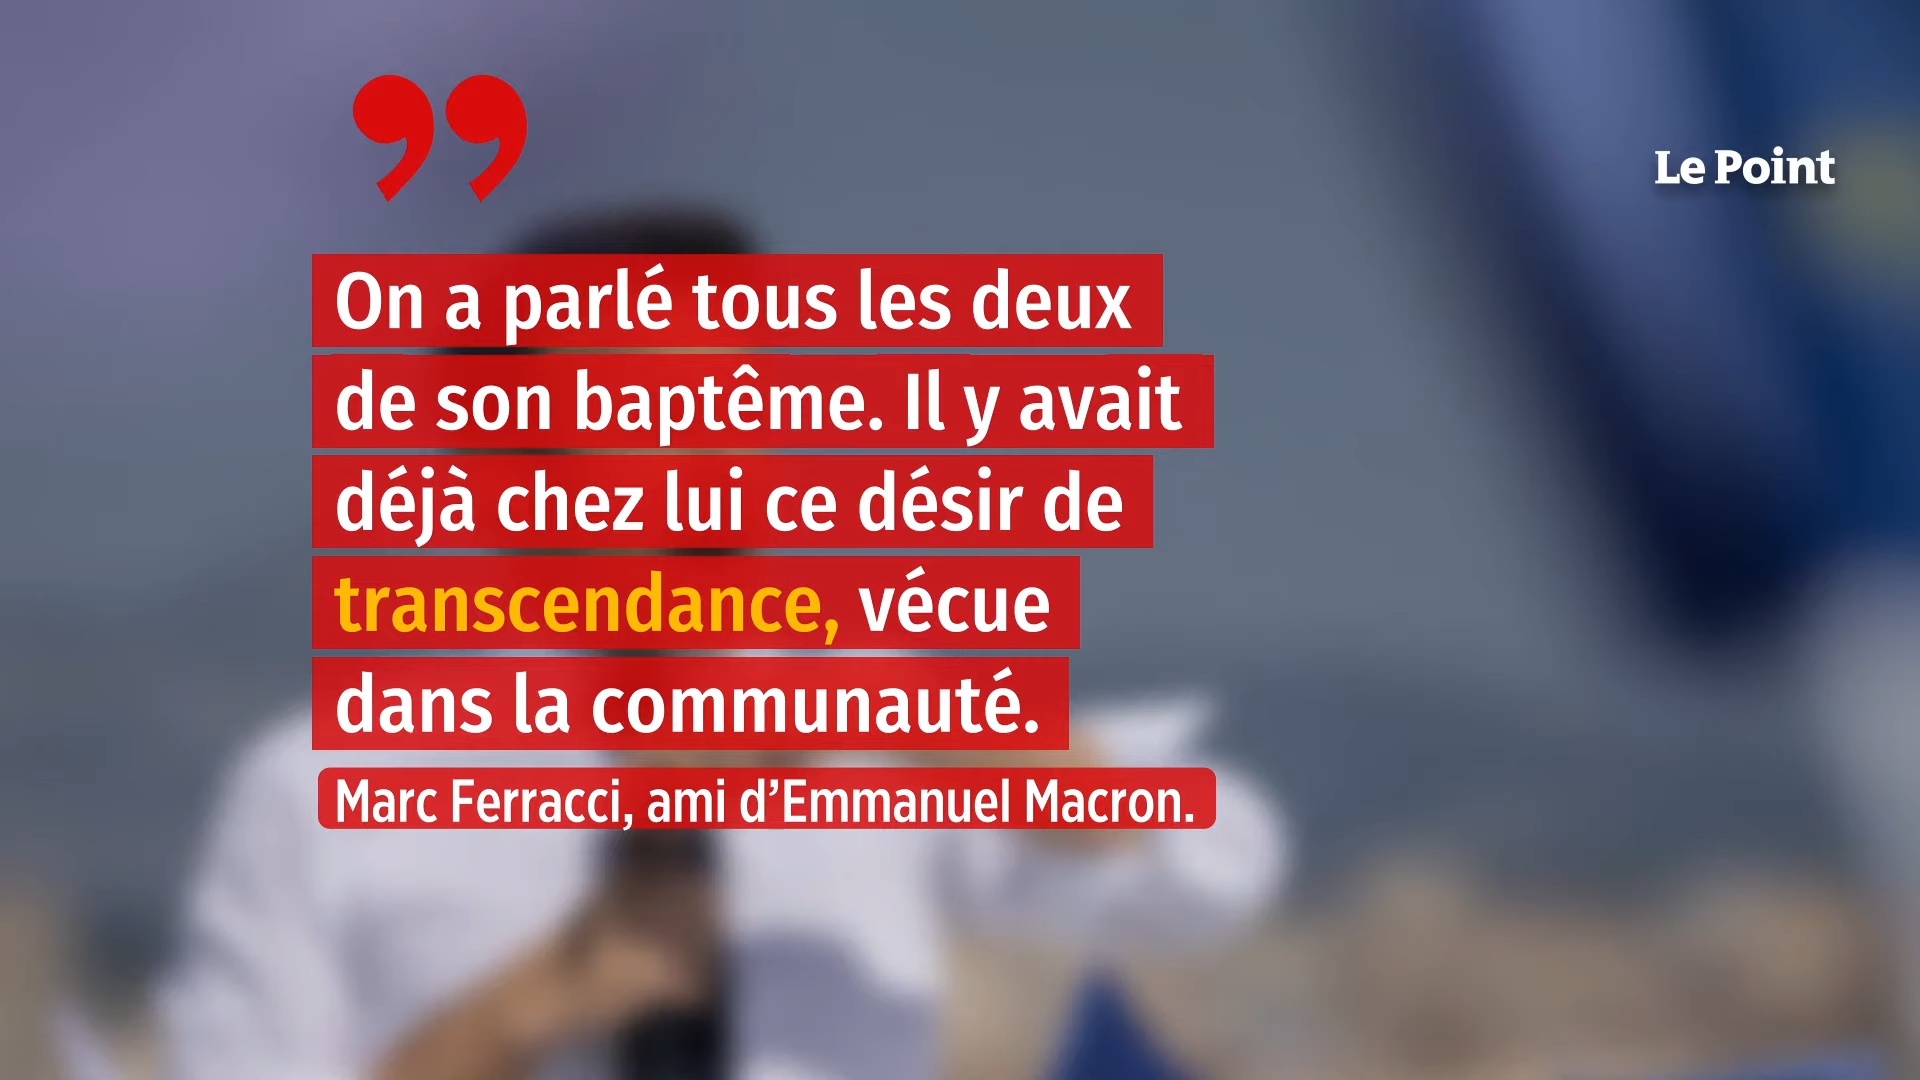 ”
Le Point
On a parlé tous les deux
de son baptême. Il y avait
déjà chez lui ce désir de
transcendance, vécue
dans la communauté.
Marc Ferracci, ami d’Emmanuel Macron.